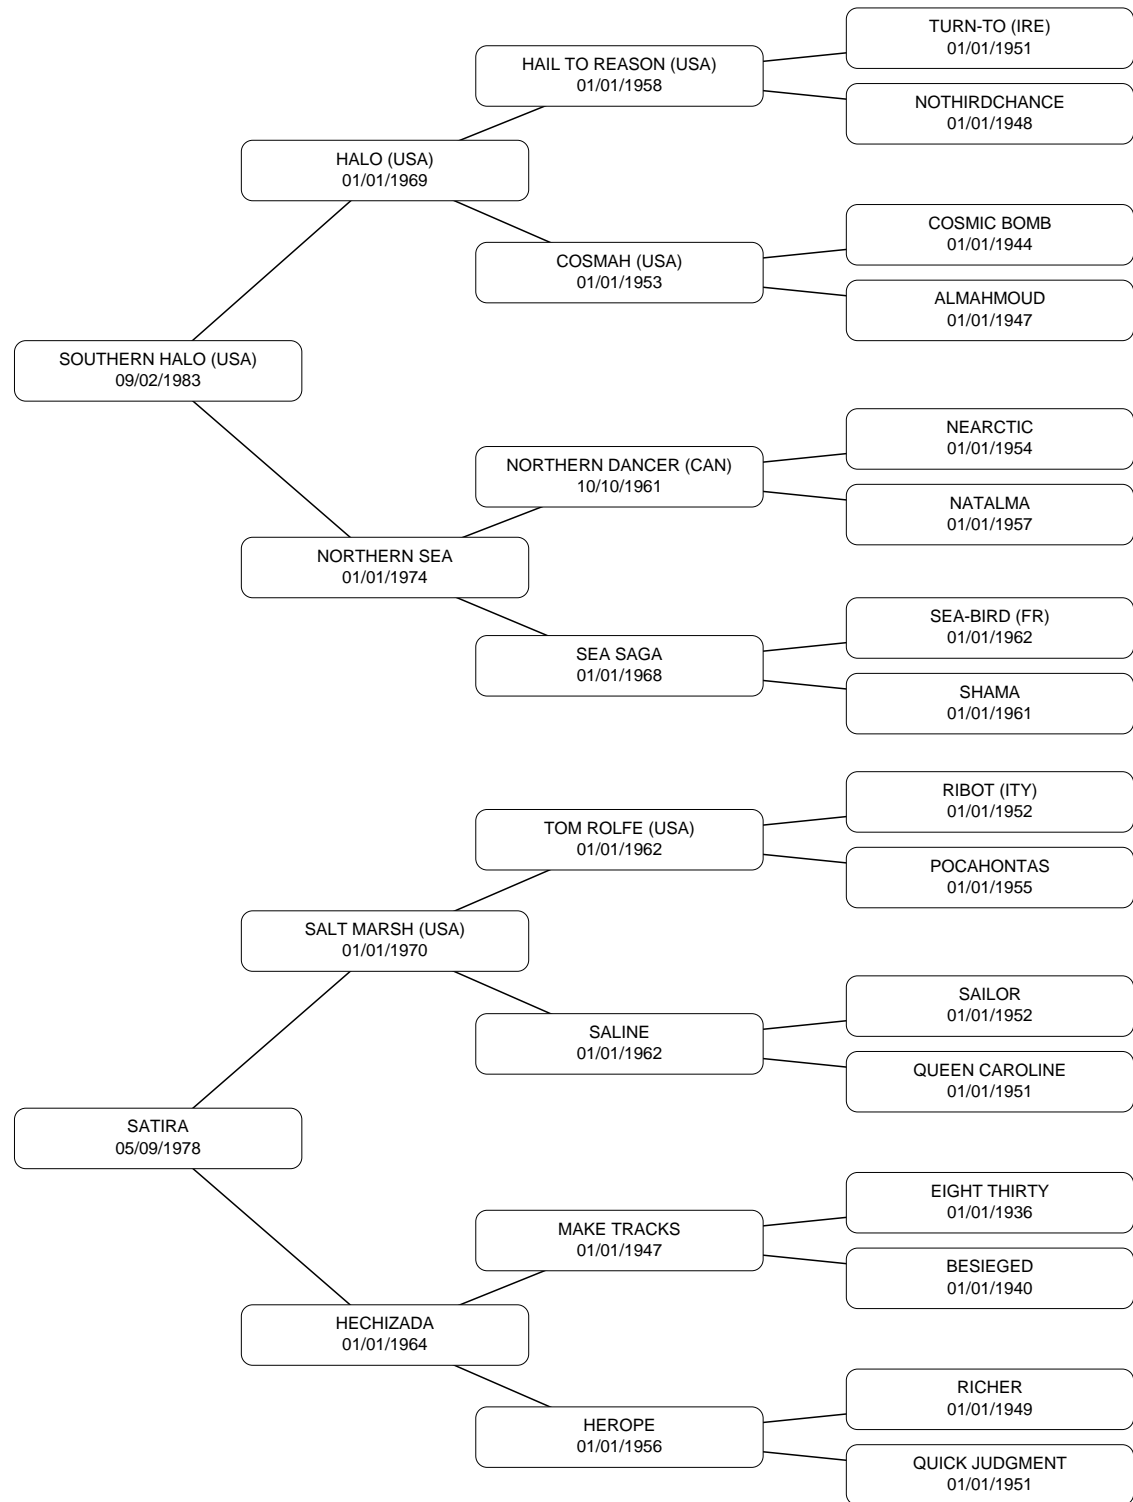 TURN-TO (IRE)
01/01/1951
HAIL TO REASON (USA)
01/01/1958
NOTHIRDCHANCE
01/01/1948
HALO (USA)
01/01/1969
COSMIC BOMB
01/01/1944
COSMAH (USA)
01/01/1953
ALMAHMOUD
01/01/1947
SOUTHERN HALO (USA)
09/02/1983
NEARCTIC
01/01/1954
NORTHERN DANCER (CAN)
10/10/1961
NATALMA
01/01/1957
NORTHERN SEA
01/01/1974
SEA-BIRD (FR)
01/01/1962
SEA SAGA
01/01/1968
SHAMA
01/01/1961
RIBOT (ITY)
01/01/1952
TOM ROLFE (USA)
01/01/1962
POCAHONTAS
01/01/1955
SALT MARSH (USA)
01/01/1970
SAILOR
01/01/1952
SALINE
01/01/1962
QUEEN CAROLINE
01/01/1951
SATIRA
05/09/1978
EIGHT THIRTY
01/01/1936
MAKE TRACKS
01/01/1947
BESIEGED
01/01/1940
HECHIZADA
01/01/1964
RICHER
01/01/1949
HEROPE
01/01/1956
QUICK JUDGMENT
01/01/1951